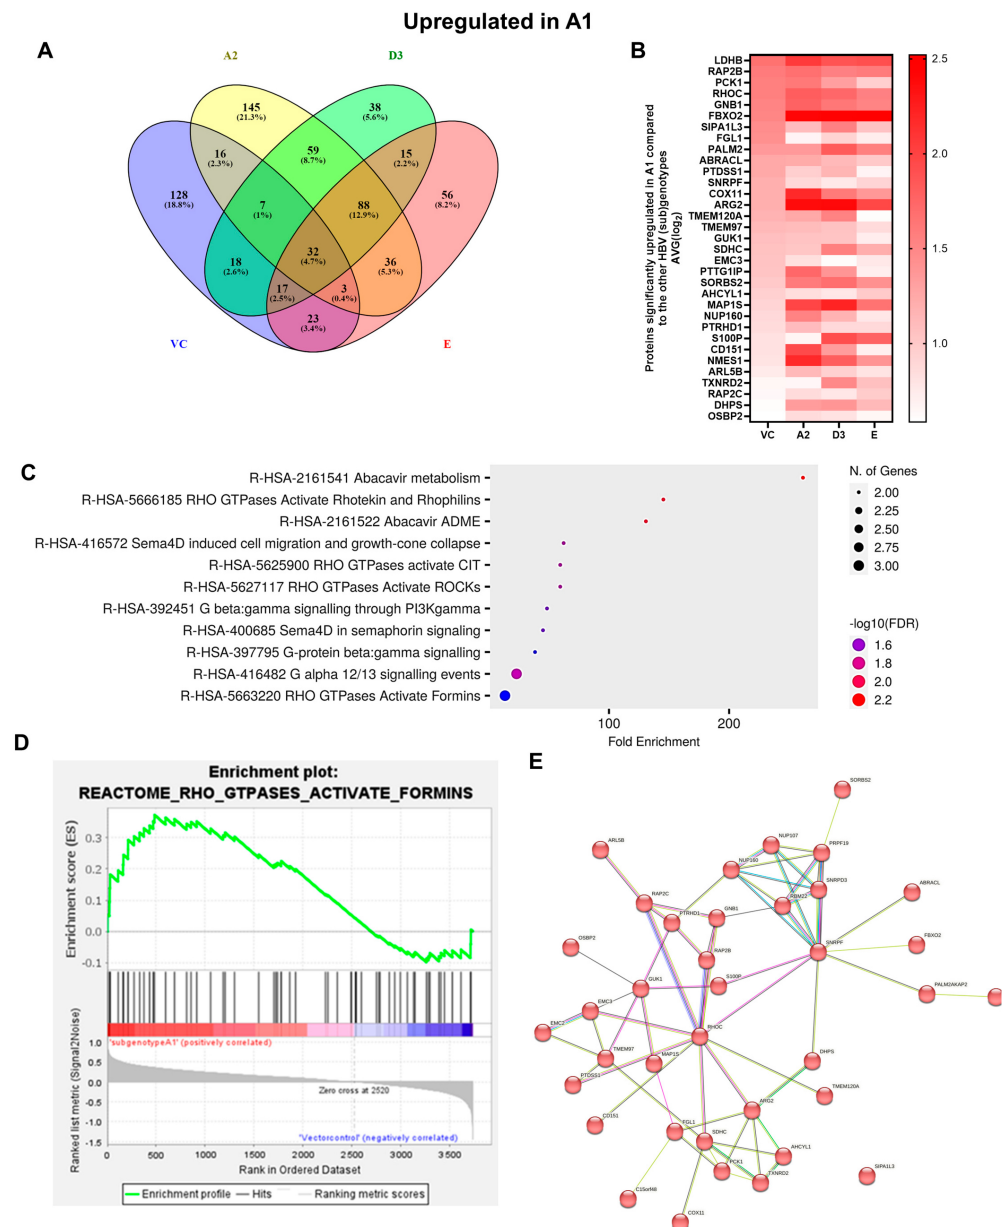 Upregulated in A1
A
A2
D3
145
(21.3%)
38
(5.6%)
16
(2.3%)
59
(8.7%)
15
(2.2%)
128
(18.8%)
7
(1%)
88
(12.9%)
56
(8.2%)
18
(2.6%)
32
(4.7%)
36
(5.3%)
17
(2.5%)
3
(0.4%)
23
(3.4%)
VC
E
B
Proteins significantly upregulated in A1 compared
to the other HBV (sub)genotypes
AVG(log2)
LDHB
RAP2B
PCK1
RHOC
GNB1
FBXO2
SIPA1L3
FGL1
PALM2
ABRACL
PTDSS1
SNRPF
COX11
ARG2
TMEM120A
TMEM97
GUK1
SDHC
EMC3
PTTG1IP
SORBS2
AHCYL1
MAP1S
NUP160
PTRHD1
S100P
CD151
NMES1
ARL5B
TXNRD2
RAP2C
DHPS
OSBP2
VC A2 D3 E
2.5
2.0
1.5
1.0
C
R-HSA-2161541 Abacavir metabolism
R-HSA-5666185 RHO GTPases Activate Rhotekin and Rhophilins
R-HSA-2161522 Abacavir ADME
R-HSA-416572 Sema4D induced cell migration and growth-cone collapse
R-HSA-5625900 RHO GTPases activate CIT
R-HSA-5627117 RHO GTPases Activate ROCKs
R-HSA-392451 G beta:gamma signalling through PI3Kgamma
R-HSA-400685 Sema4D in semaphorin signaling
R-HSA-397795 G-protein beta:gamma signalling
R-HSA-416482 G alpha 12/13 signalling events
R-HSA-5663220 RHO GTPases Activate Formins
100 200
Fold Enrichment
N. of Genes
2.00
2.25
2.50
2.75
3.00
-log10(FDR)
1.6
1.8
2.0
2.2
D
Enrichment plot:
REACTOME_RHO_GTPASES_ACTIVATE_FORMINS
Enrichment score (ES)
0.3
0.2
0.1
0.0
-0.1
Ranked list metric (Signal2Noise)
1.0
0.5
0.0
-0.5
-1.0
-1.5
'subgenotypeA1' (positively correlated)
Zero cross at 2520
'Vectorcontrol' (negatively correlated)
0 500 1000 1500 2000 2500 3000 3500
Rank in Ordered Dataset
Enrichment profile Hits Ranking metric scores
E
SORBS2
NUP107
ARL5B
PRPF19
NUP160
SNRPD3
ABRACL
RAP2C
RBM22
GNB1
PTRHD1
FBXO2
OSBP2
SNRPF
RAP2B
S100P
GUK1
PALM2AKAP2
EMC3
EMC2
RHOC
TMEM97
MAP1S
DHPS
PTDSS1
TMEM120A
ARG2
CD151
FGL1
SDHC
AHCYL1
PCK1
SIPA1L3
TXNRD2
C15orf48
COX11